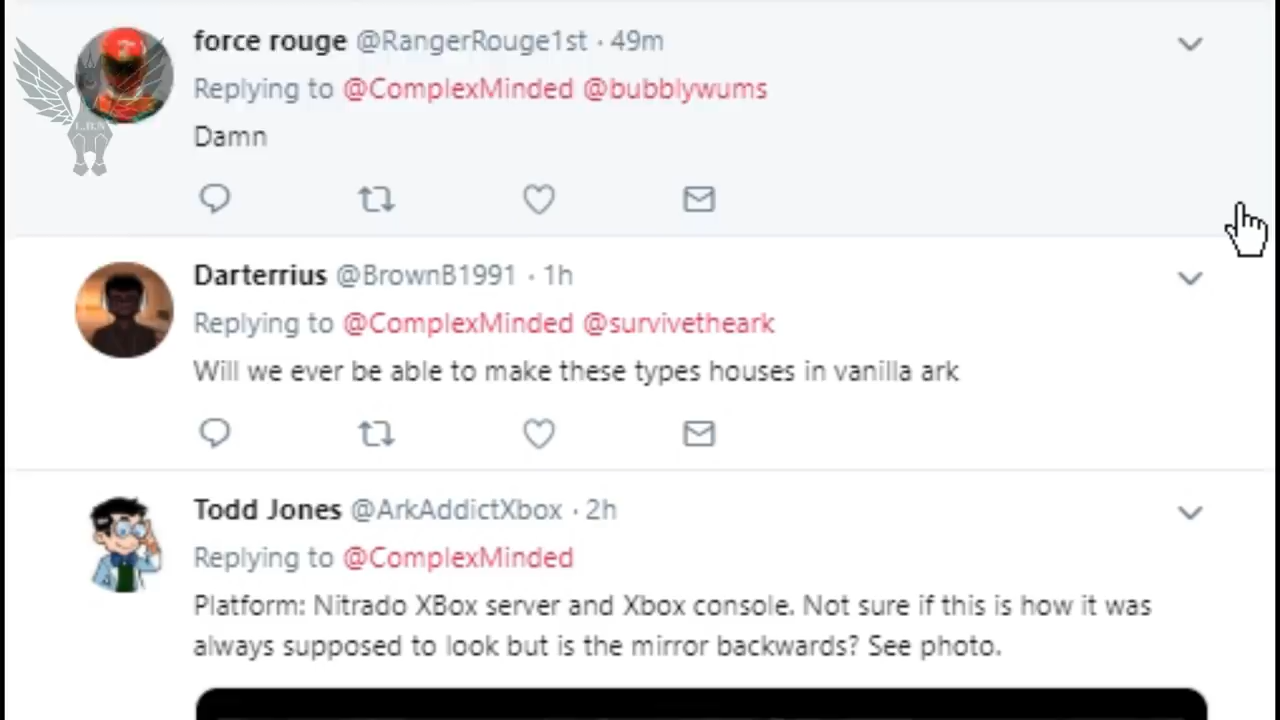 force rouge @RangerRouge1st · 49m
Replying to @ComplexMinded @bubblywums
Damn
Darterrius @BrownB1991 · 1h
Replying to @ComplexMinded @survivetheark
Will we ever be able to make these types houses in vanilla ark
Todd Jones @ArkAddictXbox · 2h
Replying to @ComplexMinded
Platform: Nitrado XBox server and Xbox console. Not sure if this is how it was
always supposed to look but is the mirror backwards? See photo.